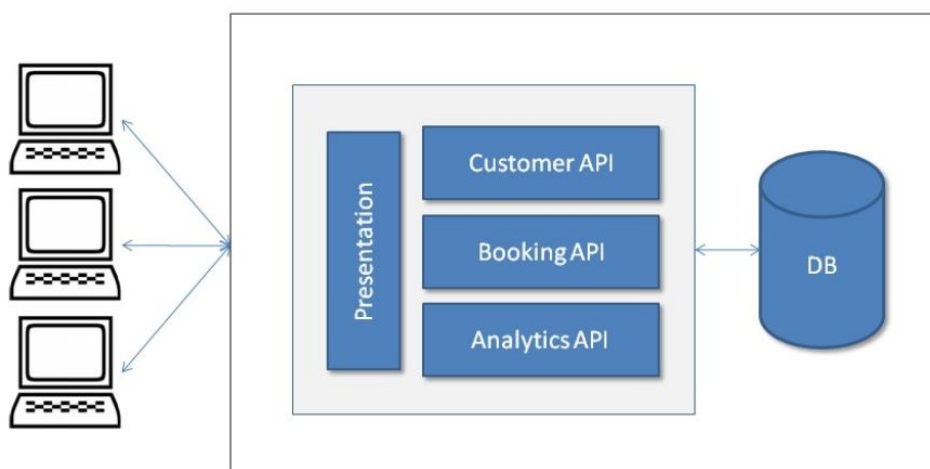 Presentation
Customer API
Booking API
Analytics API
DB